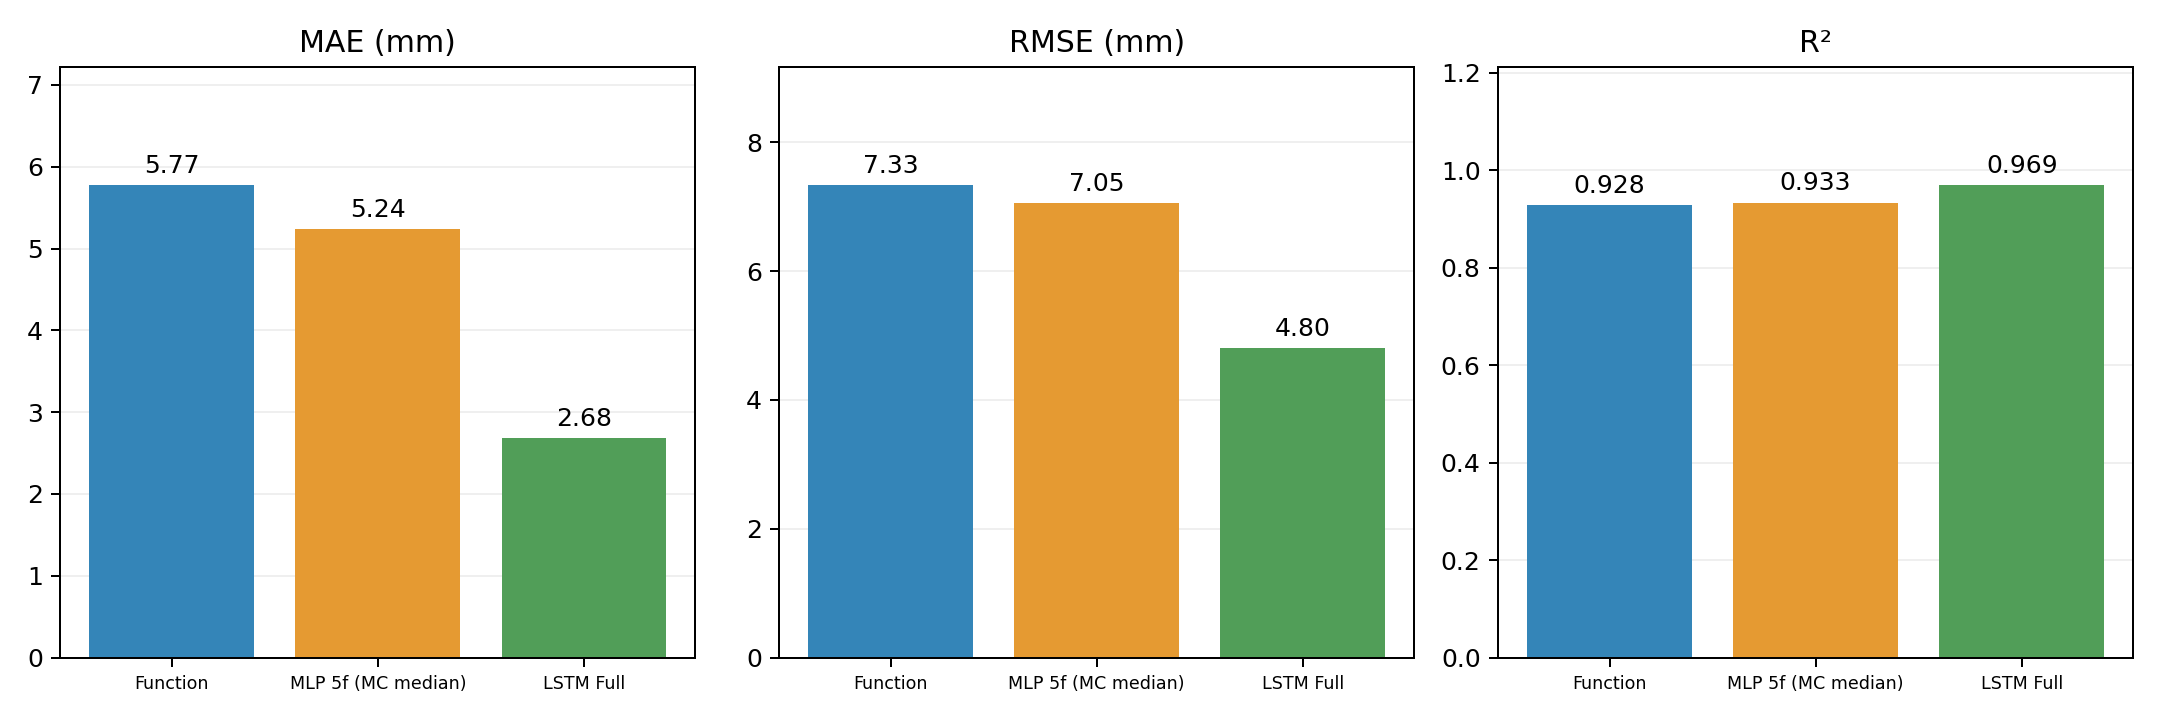 MAE (mm)
7
6
5
4
3
2
1
0
5.77
5.24
2.68
Function
MLP 5f (MC median)
LSTM Full
RMSE (mm)
8
6
4
2
0
7.33
7.05
4.80
Function
MLP 5f (MC median)
LSTM Full
R²
1.2
1.0
0.8
0.6
0.4
0.2
0.0
0.928
0.933
0.969
Function
MLP 5f (MC median)
LSTM Full